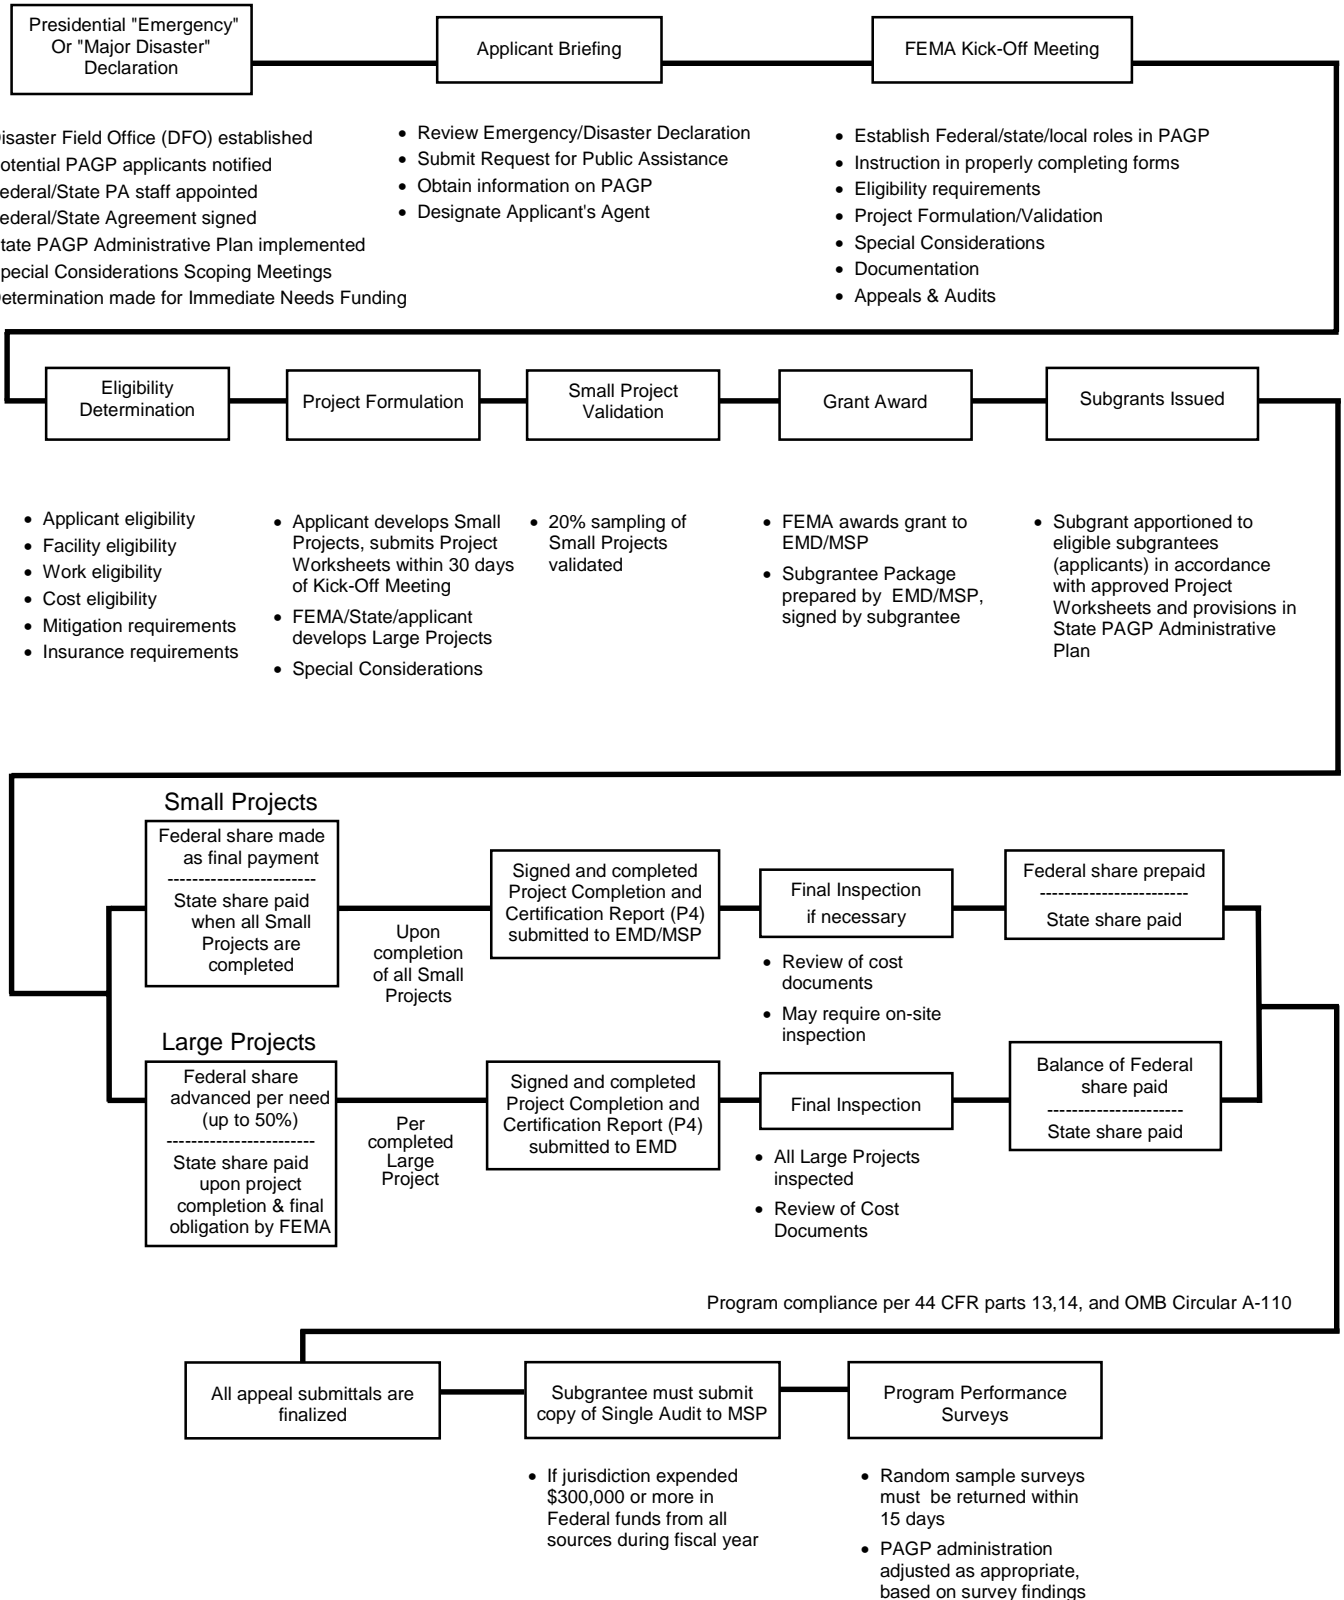 Presidential "Emergency"
Or "Major Disaster"
Declaration
Applicant Briefing
FEMA Kick-Off Meeting
isaster Field Office (DFO) established
otential PAGP applicants notified
ederal/State PA staff appointed
ederal/State Agreement signed
tate PAGP Administrative Plan implemented
pecial Considerations Scoping Meetings
etermination made for Immediate Needs Funding
• Review Emergency/Disaster Declaration
• Submit Request for Public Assistance
• Obtain information on PAGP
• Designate Applicant's Agent
• Establish Federal/state/local roles in PAGP
• Instruction in properly completing forms
• Eligibility requirements
• Project Formulation/Validation
• Special Considerations
• Documentation
• Appeals & Audits
Eligibility
Determination
Project Formulation
Small Project
Validation
Grant Award
Subgrants Issued
• Applicant eligibility
• Facility eligibility
• Work eligibility
• Cost eligibility
• Mitigation requirements
• Insurance requirements
• Applicant develops Small
Projects, submits Project
Worksheets within 30 days
of Kick-Off Meeting
• FEMA/State/applicant
develops Large Projects
• Special Considerations
• 20% sampling of
Small Projects
validated
• FEMA awards grant to
EMD/MSP
• Subgrantee Package
prepared by EMD/MSP,
signed by subgrantee
• Subgrant apportioned to
eligible subgrantees
(applicants) in accordance
with approved Project
Worksheets and provisions in
State PAGP Administrative
Plan
Small Projects
Federal share made
as final payment
------------------------
State share paid
when all Small
Projects are
completed
Upon
completion
of all Small
Projects
Signed and completed
Project Completion and
Certification Report (P4)
submitted to EMD/MSP
Final Inspection
if necessary
• Review of cost
documents
• May require on-site
inspection
Federal share prepaid
------------------------
State share paid
Large Projects
Federal share
advanced per need
(up to 50%)
------------------------
State share paid
upon project
completion & final
obligation by FEMA
Per
completed
Large
Project
Signed and completed
Project Completion and
Certification Report (P4)
submitted to EMD
Final Inspection
• All Large Projects
inspected
• Review of Cost
Documents
Balance of Federal
share paid
----------------------
State share paid
Program compliance per 44 CFR parts 13,14, and OMB Circular A-110
All appeal submittals are
finalized
Subgrantee must submit
copy of Single Audit to MSP
Program Performance
Surveys
• If jurisdiction expended
$300,000 or more in
Federal funds from all
sources during fiscal year
• Random sample surveys
must be returned within
15 days
• PAGP administration
adjusted as appropriate,
based on survey findings